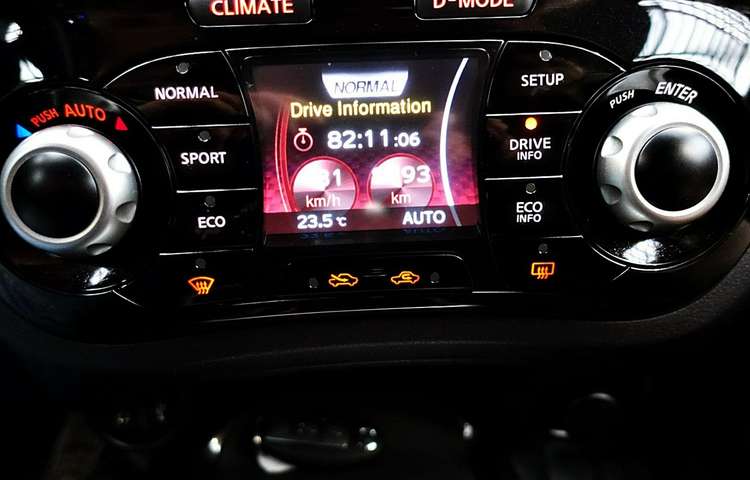 CLIMATE
D-MODE
NORMAL
SPORT
ECO
PUSH AUTO
NORMAL
Drive Information
82:11:06
km/h
km
23.5 °C
AUTO
SETUP
DRIVE
INFO
ECO
INFO
PUSH ENTER